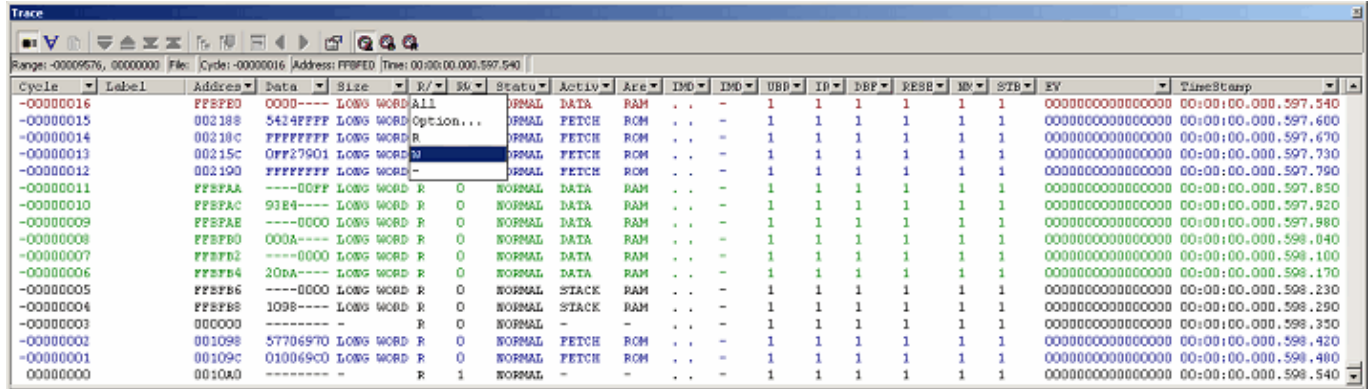 Trace
Range: -00009576, 00000000 File: Cycle: -00000016 Address: FFBFE0 Time: 00:00:00.000.597.540
Cycle Label Addres Data Size R/ RW Statu Activ Are IMD IMD UBD ID DBF RESE NM STB EV TimeStamp
-00000016 FFBFE0 0000---- LONG WORD All ORMAL DATA RAM . . - 1 1 1 1 1 1 0000000000000000 00:00:00.000.597.540
-00000015 002188 5424FFFF LONG WORD Option... ORMAL FETCH ROM . . - 1 1 1 1 1 1 0000000000000000 00:00:00.000.597.600
-00000014 00218C FFFFFFFF LONG WORD R ORMAL FETCH ROM . . - 1 1 1 1 1 1 0000000000000000 00:00:00.000.597.670
-00000013 00215C 0FF27901 LONG WORD W ORMAL FETCH ROM . . - 1 1 1 1 1 1 0000000000000000 00:00:00.000.597.730
-00000012 002190 FFFFFFFF LONG WORD - ORMAL FETCH ROM . . - 1 1 1 1 1 1 0000000000000000 00:00:00.000.597.790
-00000011 FFBFAA ----00FF LONG WORD R 0 NORMAL DATA RAM . . - 1 1 1 1 1 1 0000000000000000 00:00:00.000.597.850
-00000010 FFBFAC 93E4---- LONG WORD R 0 NORMAL DATA RAM . . - 1 1 1 1 1 1 0000000000000000 00:00:00.000.597.920
-00000009 FFBFAE ----0000 LONG WORD R 0 NORMAL DATA RAM . . - 1 1 1 1 1 1 0000000000000000 00:00:00.000.597.980
-00000008 FFBFB0 000A---- LONG WORD R 0 NORMAL DATA RAM . . - 1 1 1 1 1 1 0000000000000000 00:00:00.000.598.040
-00000007 FFBFB2 ----0000 LONG WORD R 0 NORMAL DATA RAM . . - 1 1 1 1 1 1 0000000000000000 00:00:00.000.598.100
-00000006 FFBFB4 20DA---- LONG WORD R 0 NORMAL DATA RAM . . - 1 1 1 1 1 1 0000000000000000 00:00:00.000.598.170
-00000005 FFBFB6 ----0000 LONG WORD R 0 NORMAL STACK RAM . . - 1 1 1 1 1 1 0000000000000000 00:00:00.000.598.230
-00000004 FFBFB8 1098---- LONG WORD R 0 NORMAL STACK RAM . . - 1 1 1 1 1 1 0000000000000000 00:00:00.000.598.290
-00000003 000000 -------- - R 0 NORMAL - - . . - 1 1 1 1 1 1 0000000000000000 00:00:00.000.598.350
-00000002 001098 57706970 LONG WORD R 0 NORMAL FETCH ROM . . - 1 1 1 1 1 1 0000000000000000 00:00:00.000.598.420
-00000001 00109C 010069C0 LONG WORD R 0 NORMAL FETCH ROM . . - 1 1 1 1 1 1 0000000000000000 00:00:00.000.598.480
00000000 0010A0 -------- - R 1 NORMAL - - . . - 1 1 1 1 1 1 0000000000000000 00:00:00.000.598.540